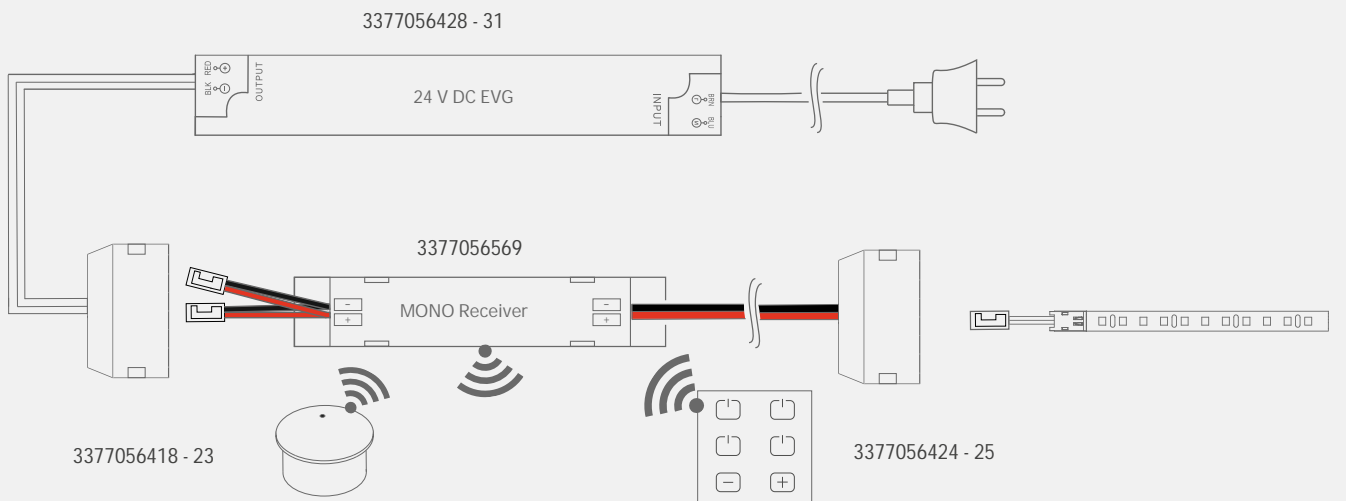 3377056428 - 31
RED +
BLK −
OUTPUT
24 V DC EVG
INPUT
BRN
BLU
3377056569
MONO Receiver
−
+
−
+
3377056418 - 23
3377056424 - 25
−
+